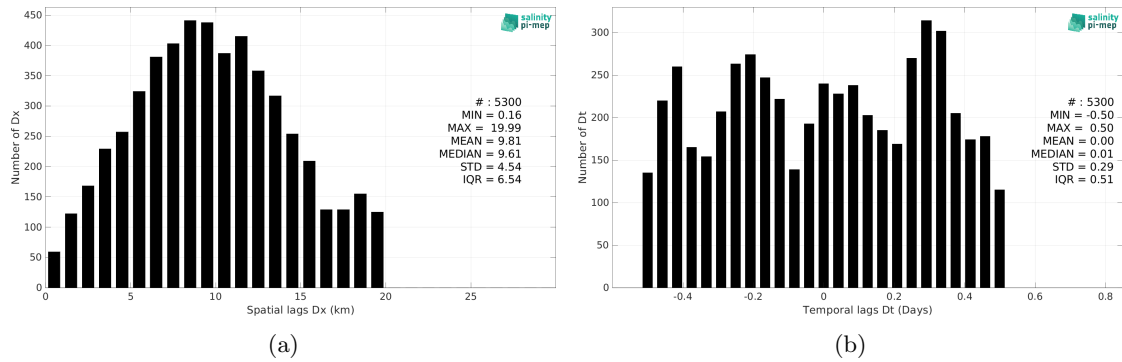 450
400
350
300
250
200
150
100
50
0
Number of Dx
0
5
10
15
20
25
Spatial lags Dx (km)
salinity
pi-mep
# : 5300
MIN = 0.16
MAX = 19.99
MEAN = 9.81
MEDIAN = 9.61
STD = 4.54
IQR = 6.54
(a)
300
250
200
150
100
50
0
Number of Dt
-0.4
-0.2
0
0.2
0.4
0.6
0.8
Temporal lags Dt (Days)
salinity
pi-mep
# : 5300
MIN = -0.50
MAX = 0.50
MEAN = 0.00
MEDIAN = 0.01
STD = 0.29
IQR = 0.51
(b)